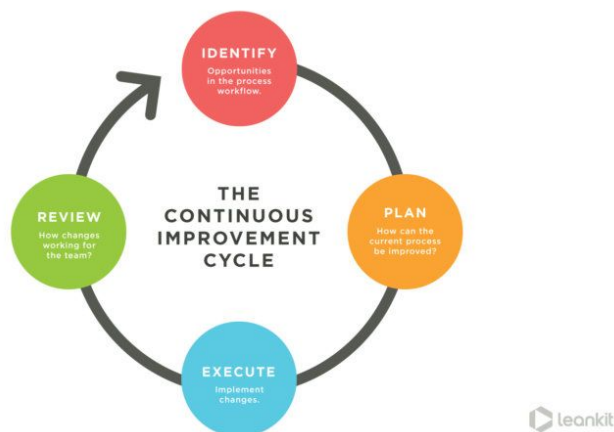 IDENTIFY
Opportunities
in the process
workflow.
THE
CONTINUOUS
IMPROVEMENT
CYCLE
REVIEW
How changes
working for
the team?
PLAN
How can the
current process
be improved?
EXECUTE
Implement
changes.
leankit